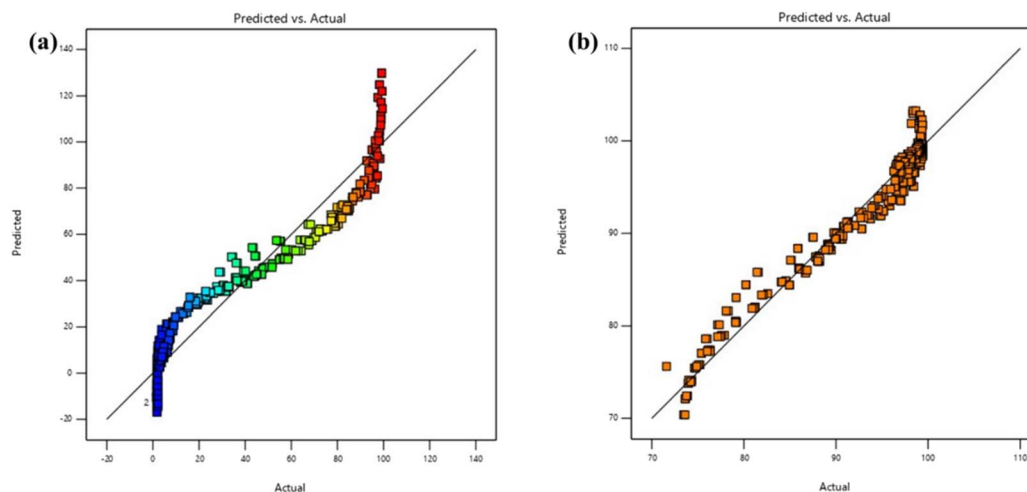 Predicted vs. Actual
(a)
140
120
100
80
60
40
20
0
-20
2
Predicted
-20 0 20 40 60 80 100 120 140
Actual
Predicted vs. Actual
(b)
110
100
90
80
70
Predicted
70 80 90 100 110
Actual